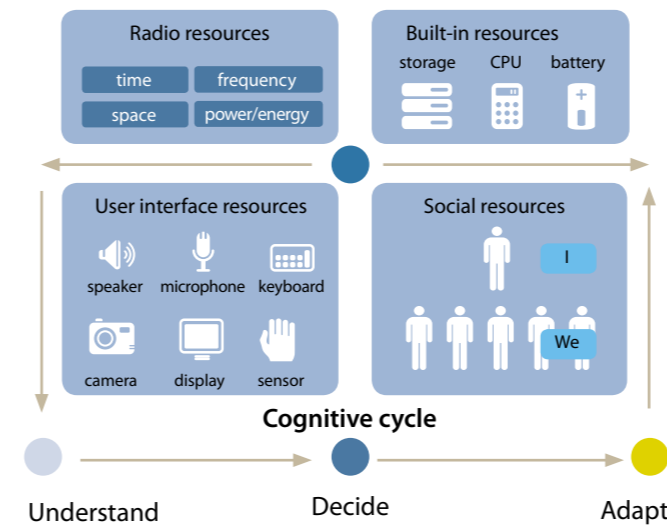 Radio resources
time
frequency
space
power/energy
Built-in resources
storage CPU battery
User interface resources
speaker microphone keyboard
camera display sensor
Social resources
I
We
Cognitive cycle
Understand
Decide
Adapt